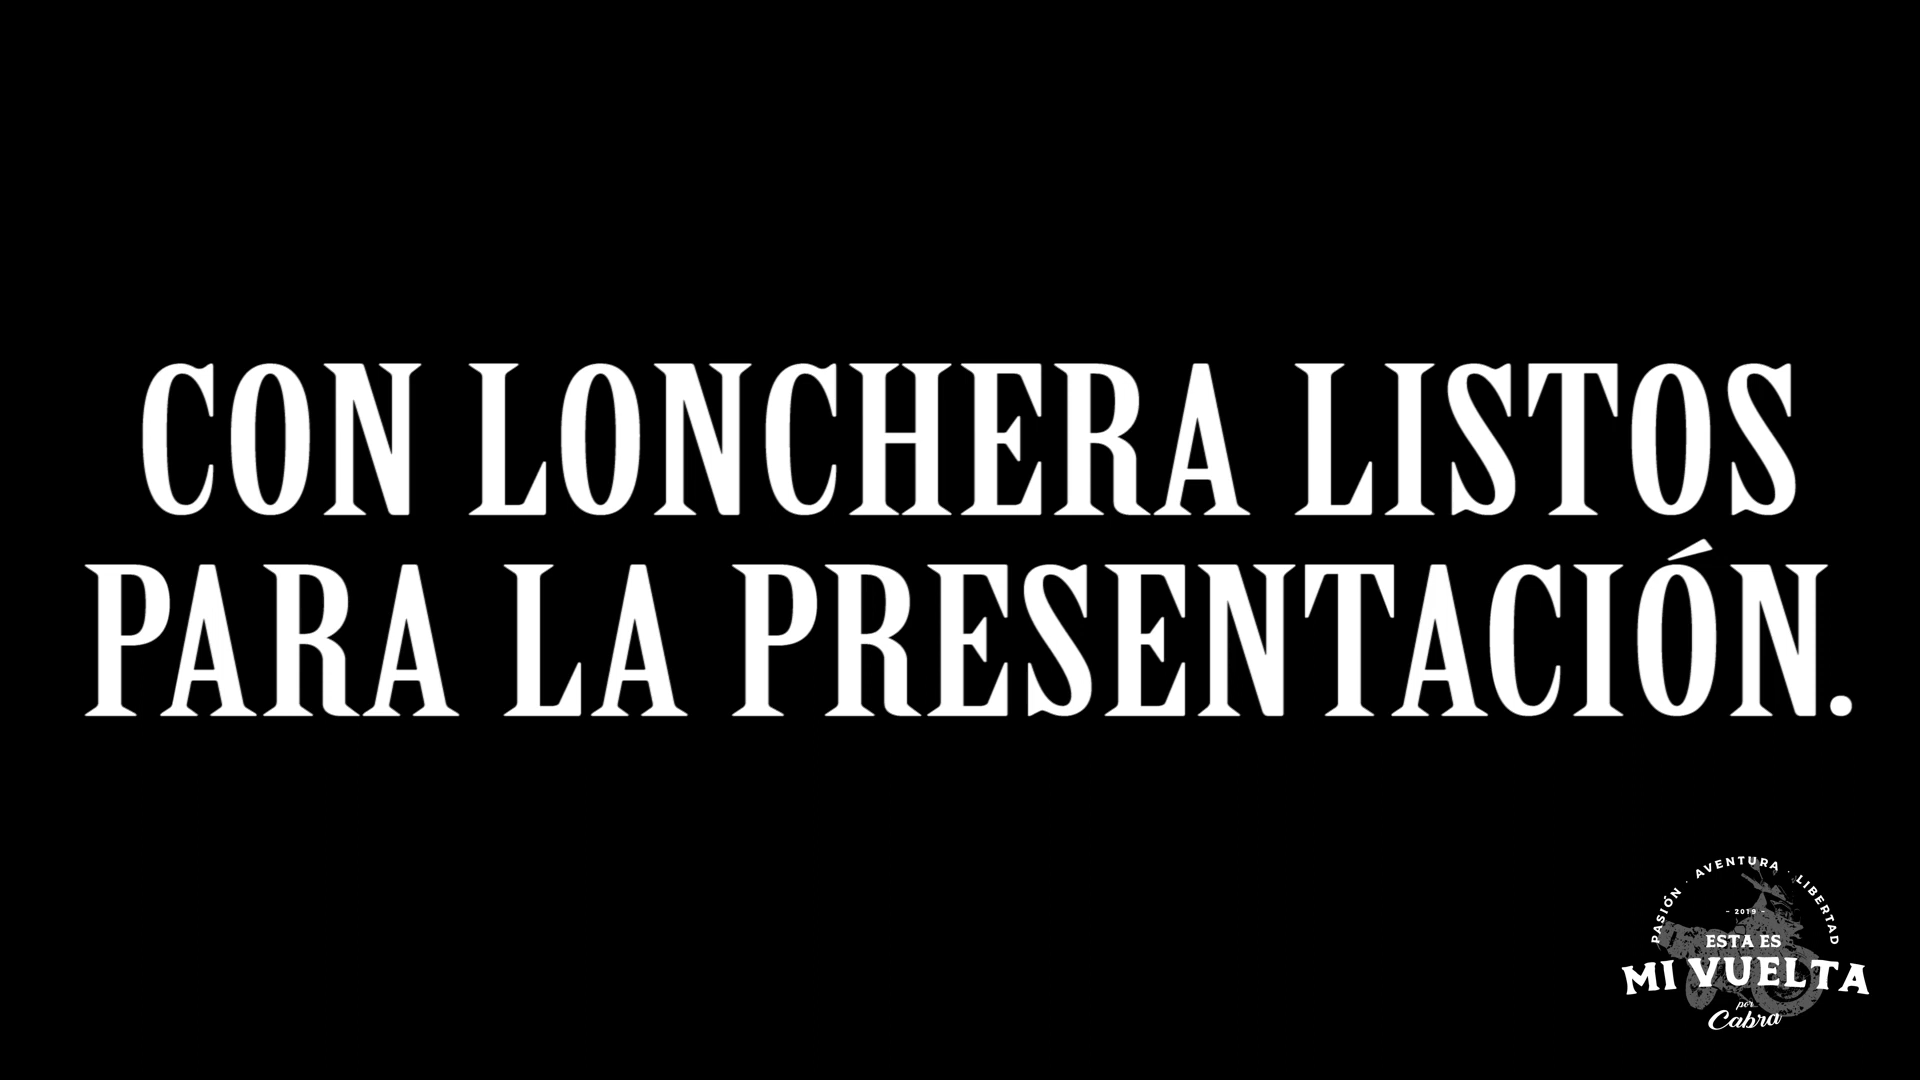 CON LONCHERA LISTOS
PARA LA PRESENTACIÓN.
PASIÓN · AVENTURA · LIBERTAD
- 2019 -
ESTA ES
MI VUELTA
por
Cabra